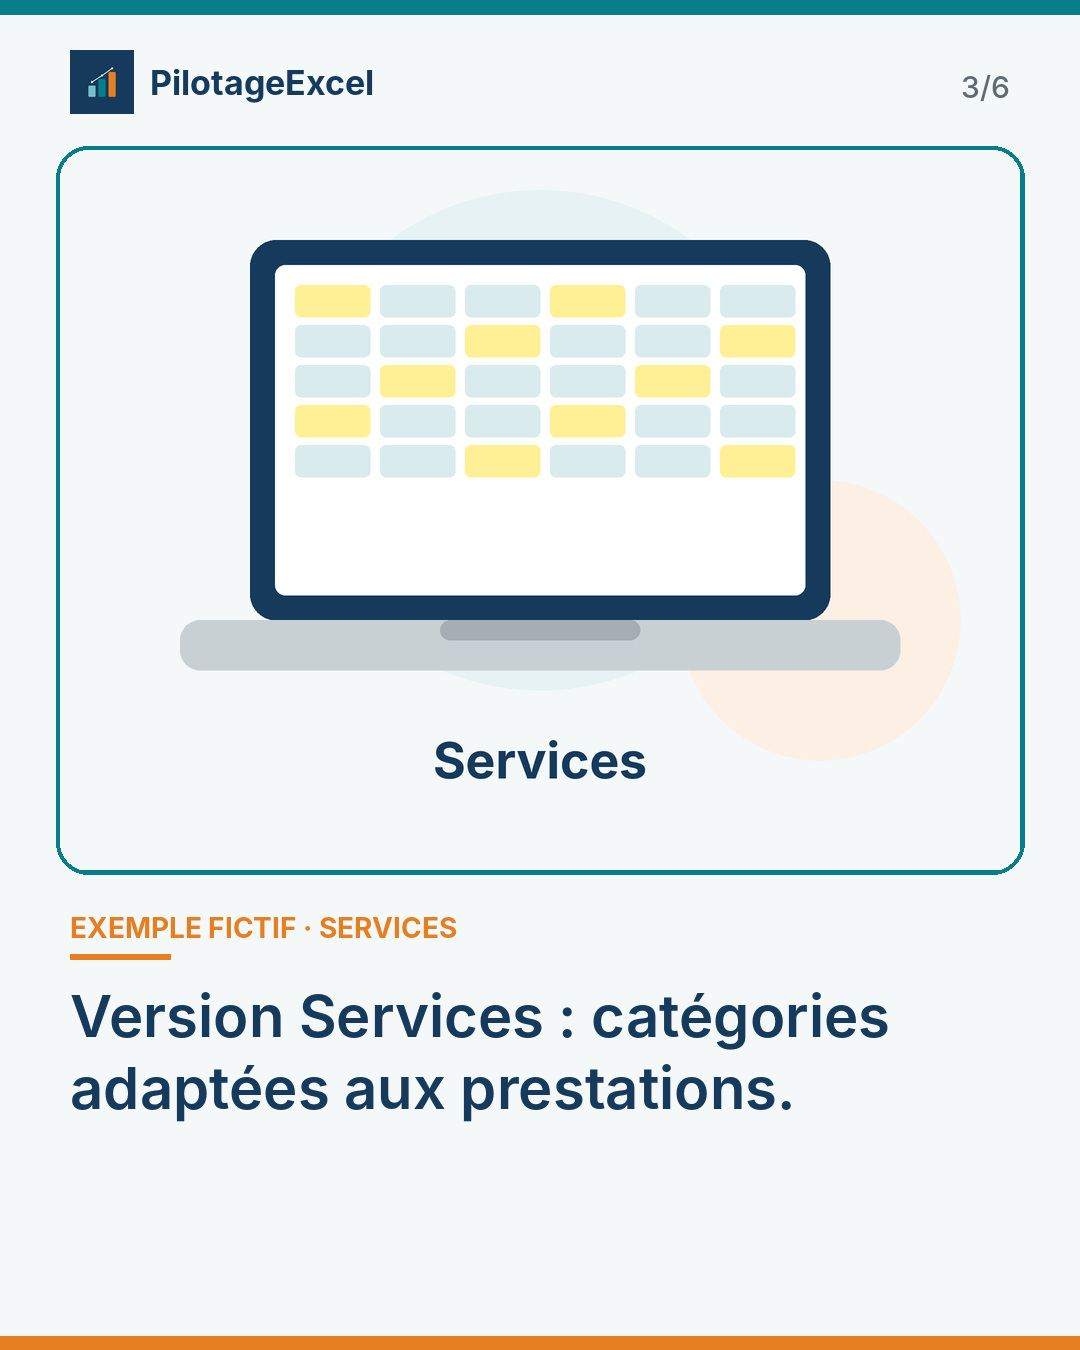 PilotageExcel
3/6
Services
EXEMPLE FICTIF · SERVICES
Version Services : catégories
adaptées aux prestations.